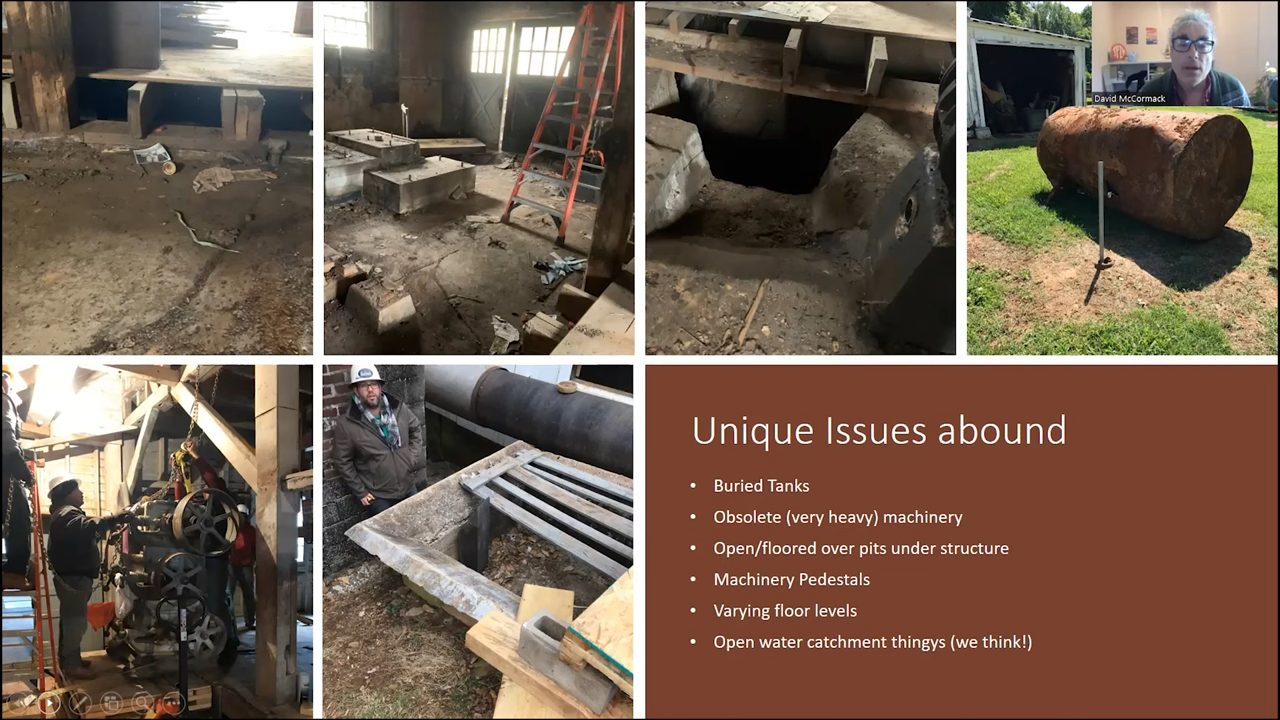 David McCormack
Unique Issues abound
• Buried Tanks
• Obsolete (very heavy) machinery
• Open/floored over pits under structure
• Machinery Pedestals
• Varying floor levels
• Open water catchment thingys (we think!)